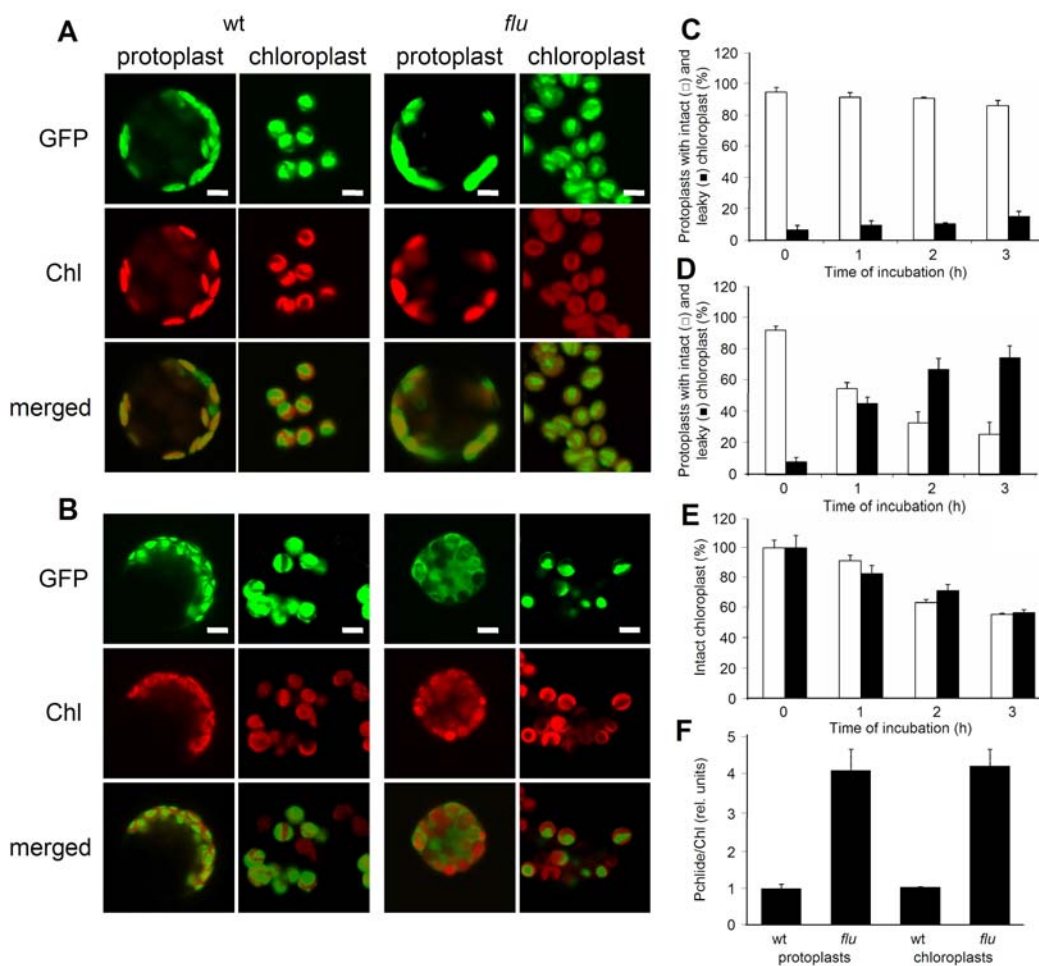 A
wt
flu
protoplast chloroplast protoplast chloroplast
GFP
Chl
merged
B
GFP
Chl
merged
C
Protoplasts with intact (□) and
leaky (■) chloroplast (%)
120
100
80
60
40
20
0
0 1 2 3
Time of incubation (h)
D
Protoplasts with intact (□) and
leaky (■) chloroplast (%)
120
100
80
60
40
20
0
0 1 2 3
Time of incubation (h)
E
Intact chloroplast (%)
120
100
80
60
40
20
0
0 1 2 3
Time of incubation (h)
F
Pchlide/Chl (rel. units)
5
4
3
2
1
0
wt flu wt flu
protoplasts chloroplasts